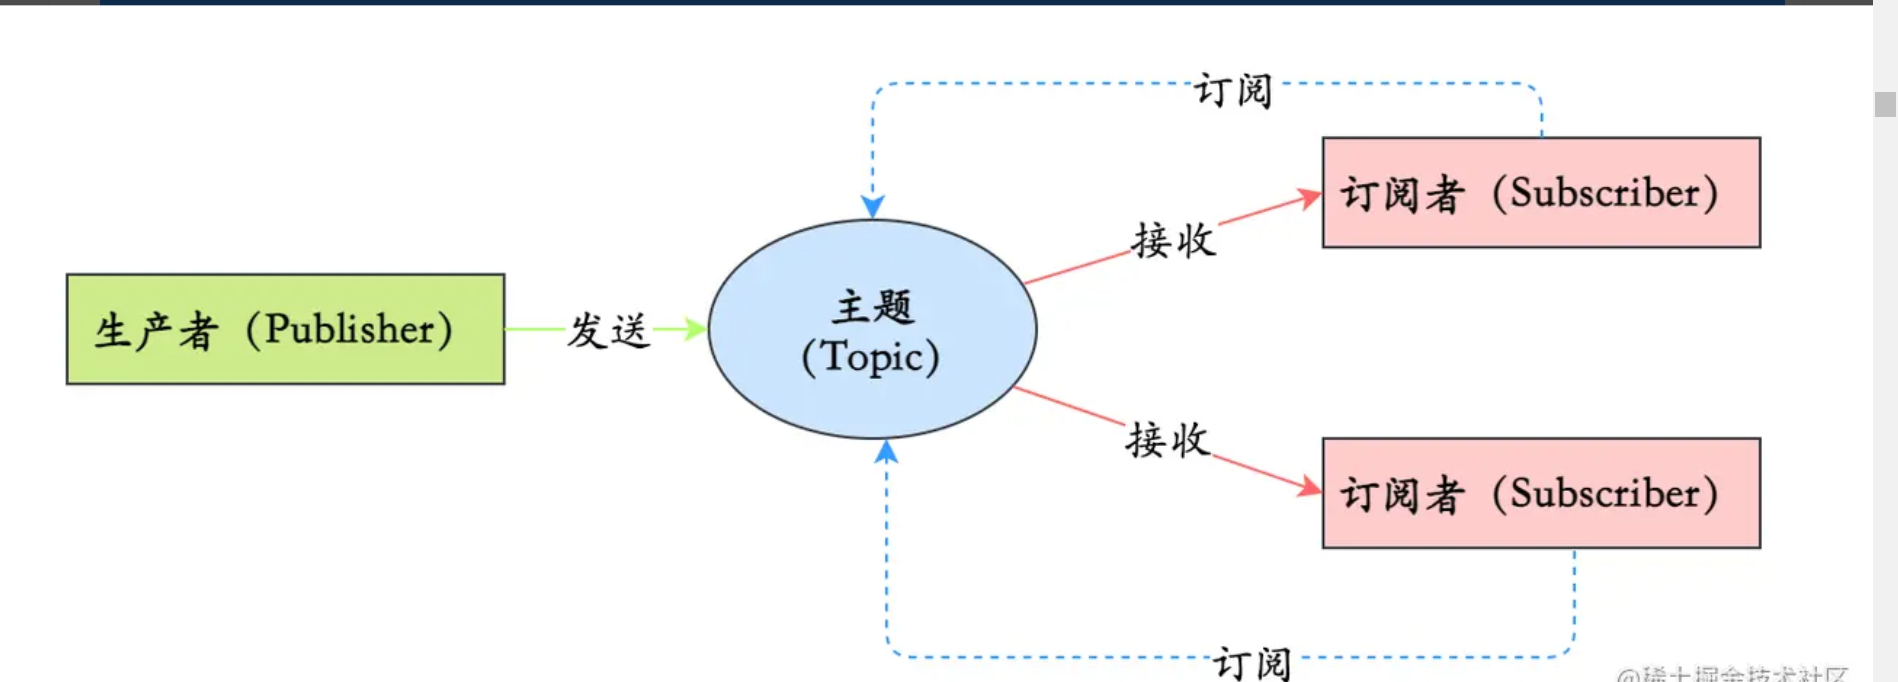 订阅
订阅者（Subscriber）
接收
生产者（Publisher）
发送
主题
（Topic）
接收
订阅者（Subscriber）
订阅
@稀土掘金技术社区